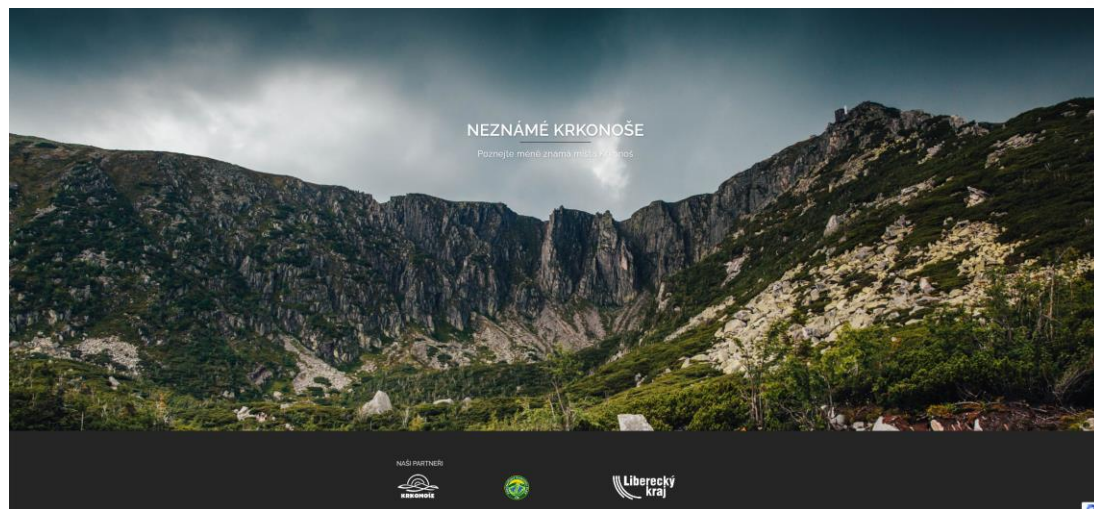 NEZNÁMÉ KRKONOŠE
Poznejte méně známá místa Krkonoš
NAŠI PARTNEŘI
KRKONOŠE
Liberecký
kraj